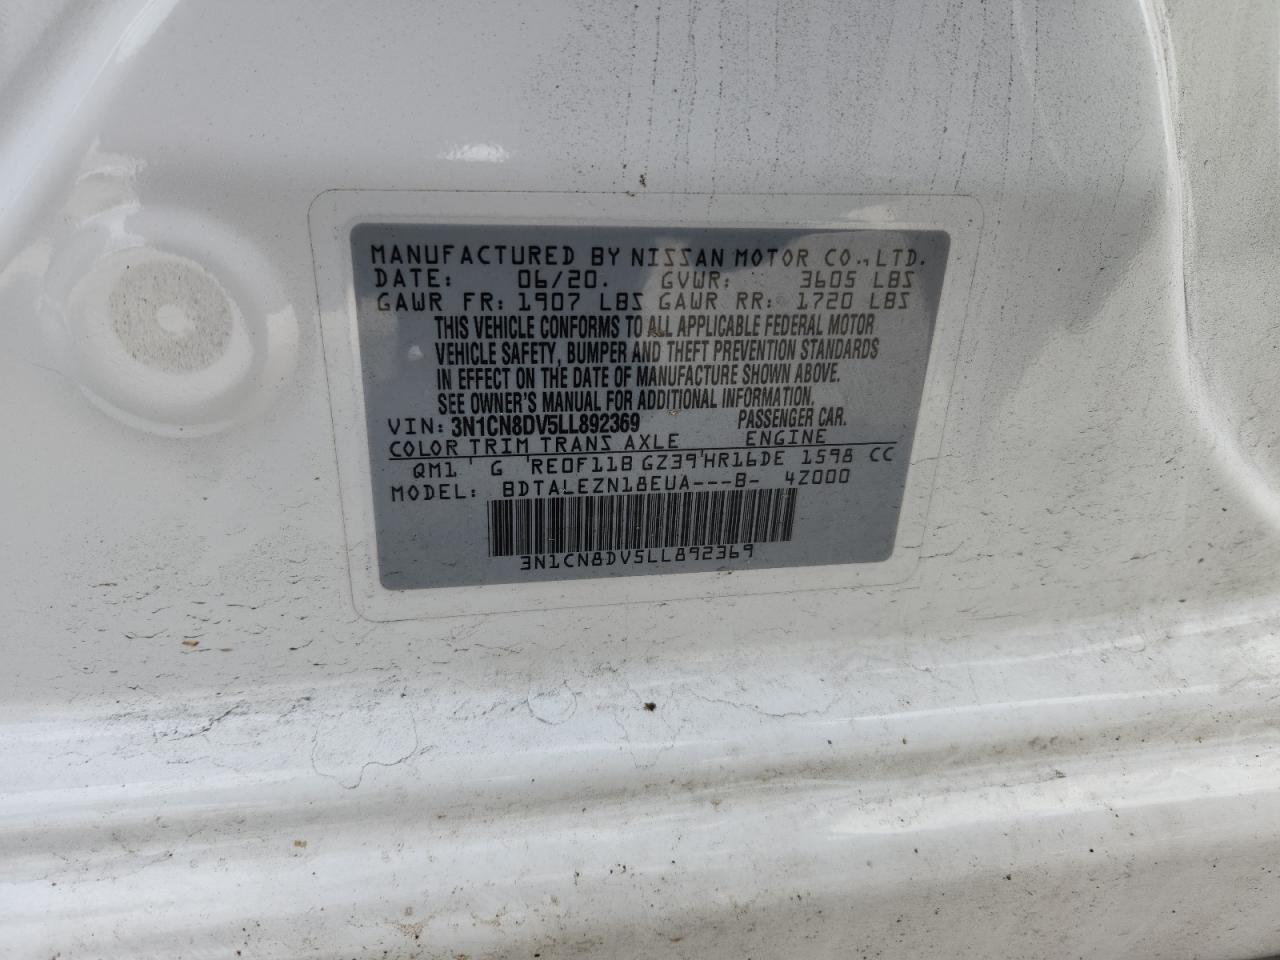 MANUFACTURED BY NISSAN MOTOR CO., LTD.
DATE: 06/20. GVWR: 3605 LBS
GAWR FR: 1907 LBS GAWR RR: 1720 LBS
THIS VEHICLE CONFORMS TO ALL APPLICABLE FEDERAL MOTOR
VEHICLE SAFETY, BUMPER AND THEFT PREVENTION STANDARDS
IN EFFECT ON THE DATE OF MANUFACTURE SHOWN ABOVE.
SEE OWNER'S MANUAL FOR ADDITIONAL INFORMATION.
VIN: 3N1CN8DV5LL892369 PASSENGER CAR.
COLOR TRIM TRANS AXLE ENGINE
QM1 ' G 'RE0F11B GZ39'HR16DE 1598 CC
MODEL: BDTALEZN18EUA---B- 4Z000
3N1CN8DV5LL892369